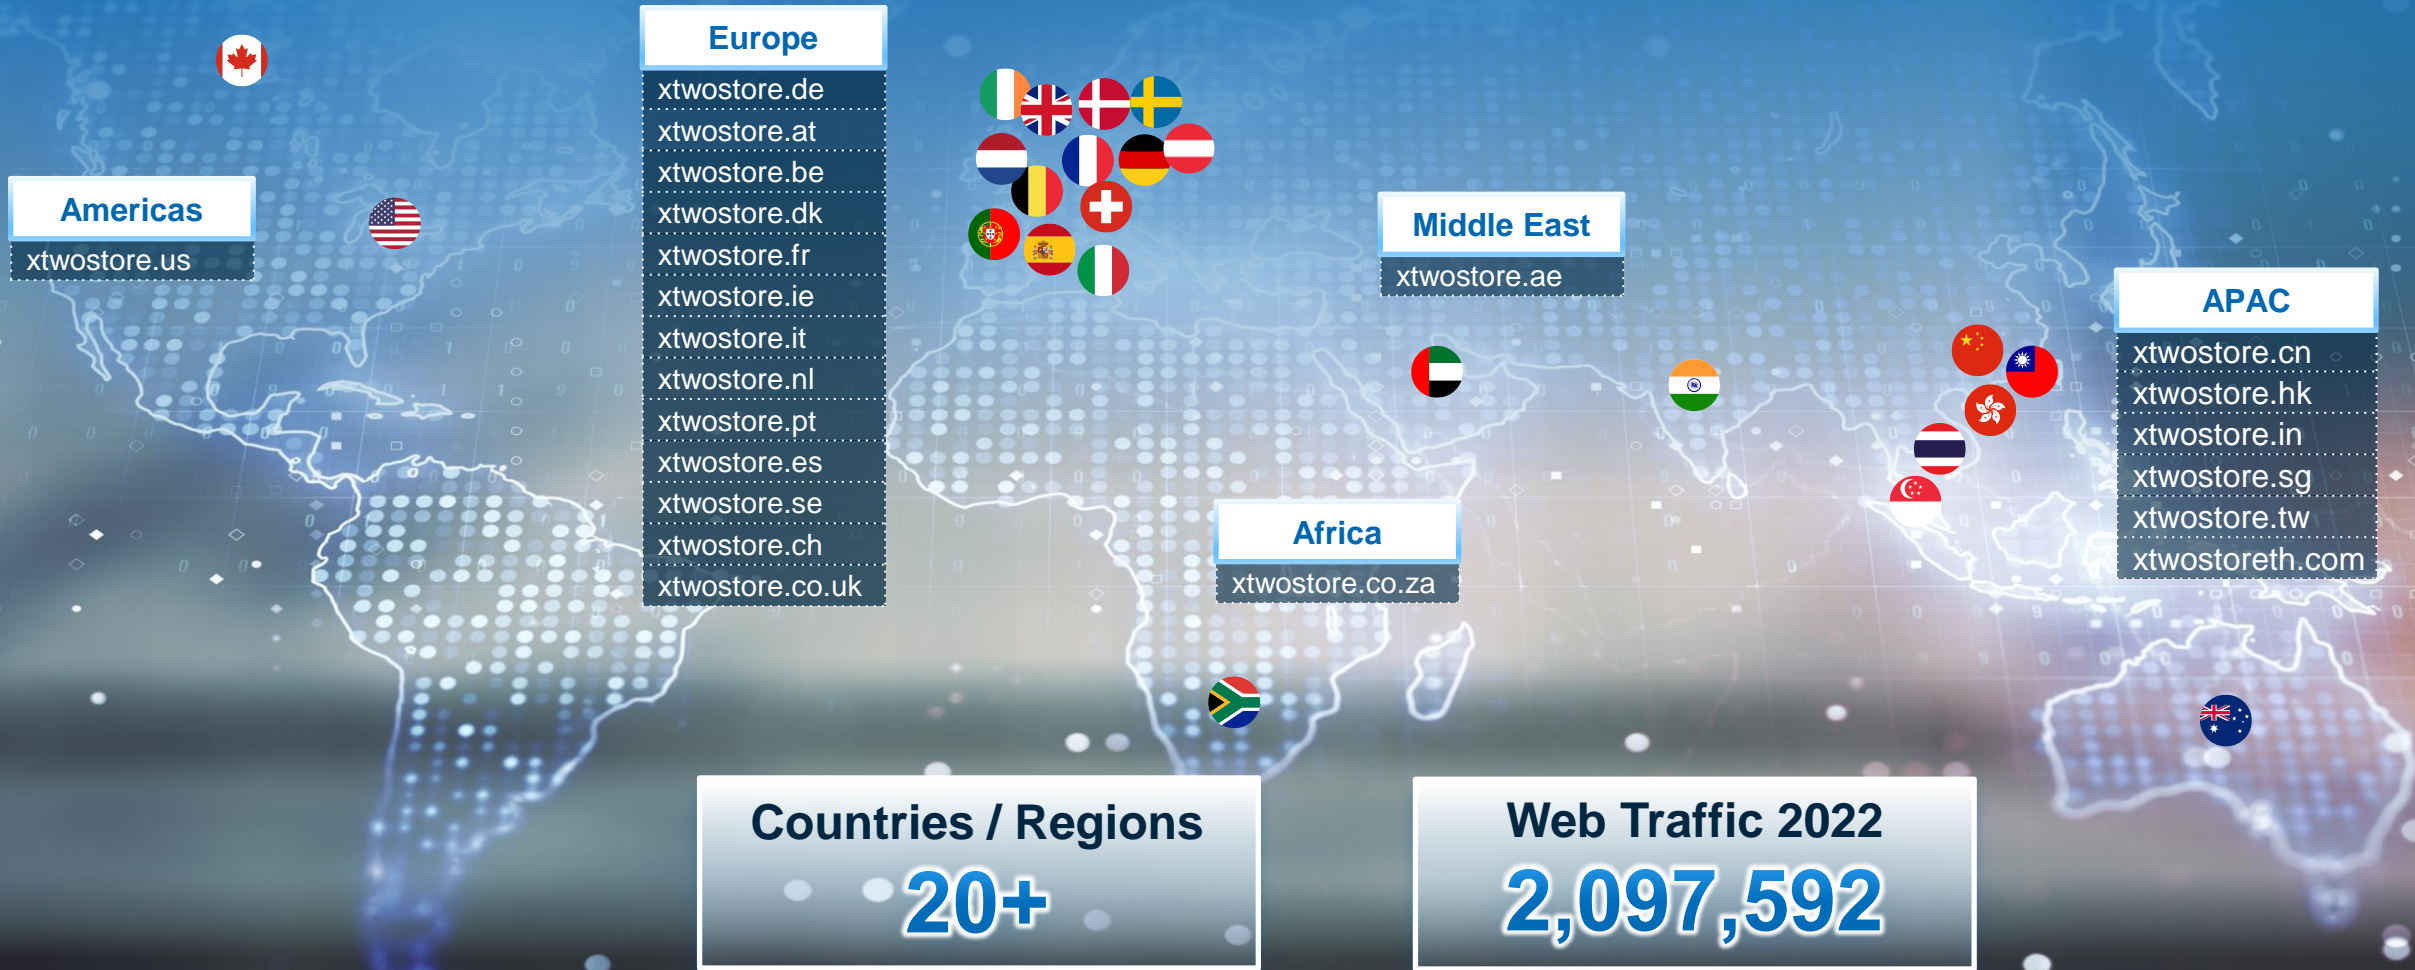 Europe
xtwostore.de
xtwostore.at
xtwostore.be
xtwostore.dk
xtwostore.fr
xtwostore.ie
xtwostore.it
xtwostore.nl
xtwostore.pt
xtwostore.es
xtwostore.se
xtwostore.ch
xtwostore.co.uk
Americas
xtwostore.us
Middle East
xtwostore.ae
APAC
xtwostore.cn
xtwostore.hk
xtwostore.in
xtwostore.sg
xtwostore.tw
xtwostoreth.com
Africa
xtwostore.co.za
Countries / Regions
20+
Web Traffic 2022
2,097,592